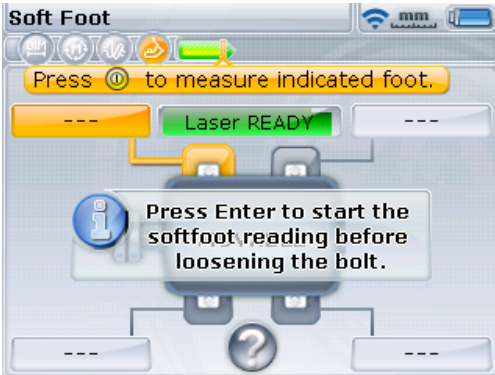 Soft Foot
mm
Press to measure indicated foot.
---
Laser READY
---
Press Enter to start the
softfoot reading before
loosening the bolt.
---
?
---